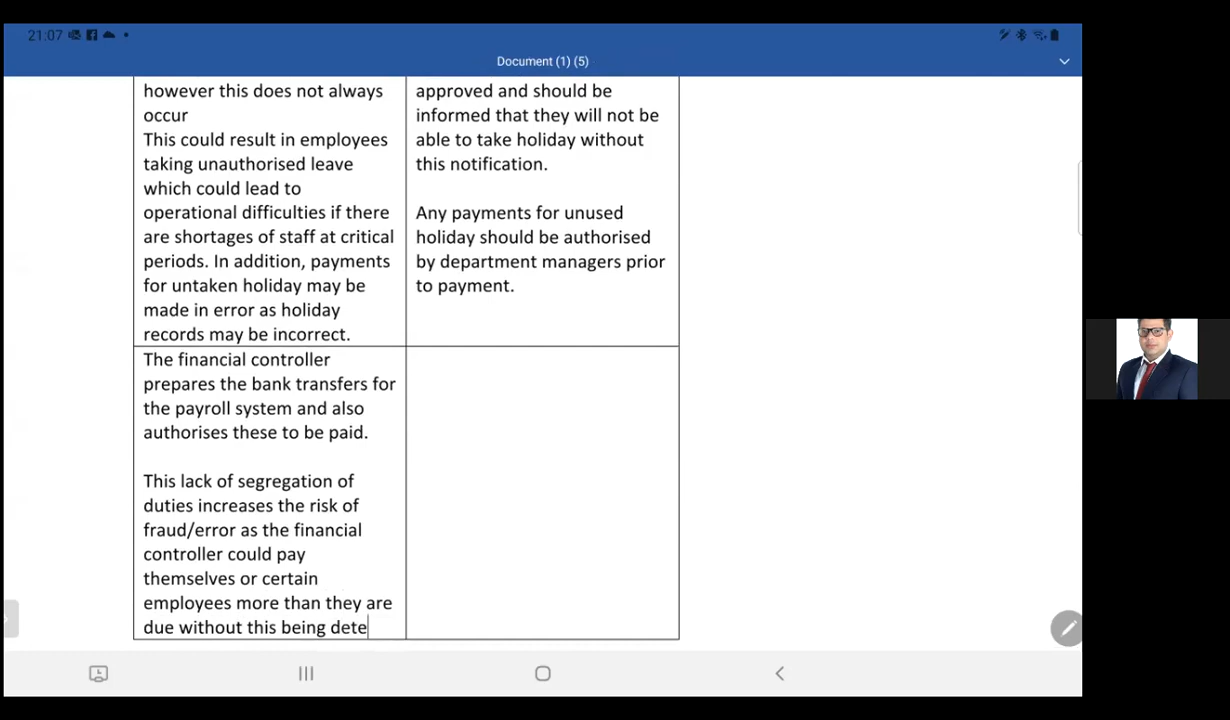 21:07
Document (1) (5)
however this does not always
occur
This could result in employees
taking unauthorised leave
which could lead to
operational difficulties if there
are shortages of staff at critical
periods. In addition, payments
for untaken holiday may be
made in error as holiday
records may be incorrect.
approved and should be
informed that they will not be
able to take holiday without
this notification.
Any payments for unused
holiday should be authorised
by department managers prior
to payment.
The financial controller
prepares the bank transfers for
the payroll system and also
authorises these to be paid.
This lack of segregation of
duties increases the risk of
fraud/error as the financial
controller could pay
themselves or certain
employees more than they are
due without this being dete